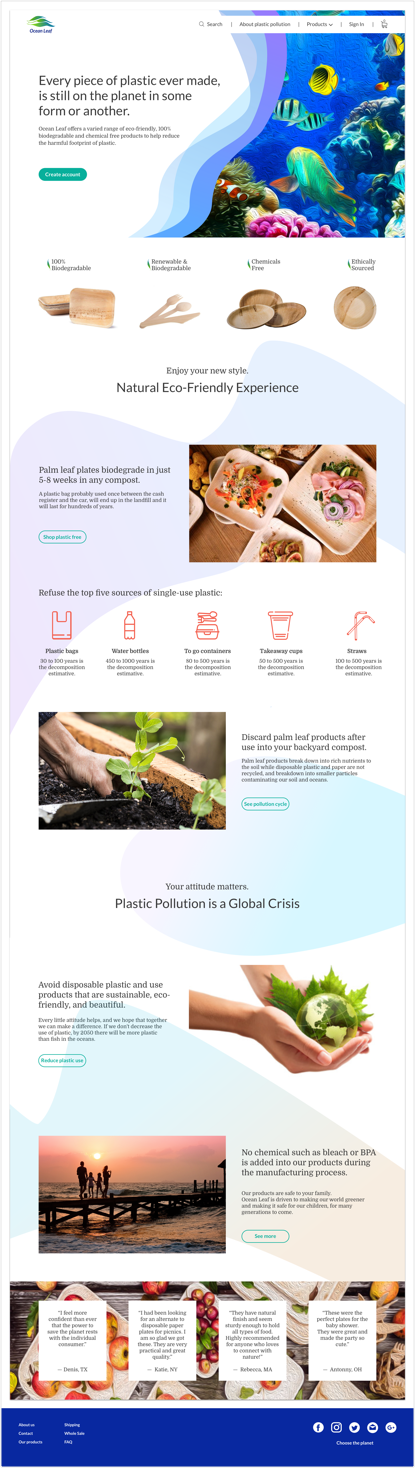 Ocean Leaf
Search | About plastic pollution | Products | Sign In |
Every piece of plastic ever made,
is still on the planet in some
form or another.
Ocean Leaf offers a varied range of eco-friendly, 100%
biodegradable and chemical free products to help reduce
the harmful footprint of plastic.
Create account
100%
Biodegradable
Renewable &
Biodegradable
Chemicals
Free
Ethically
Sourced
Enjoy your new style.
Natural Eco-Friendly Experience
Palm leaf plates biodegrade in just
5-8 weeks in any compost.
A plastic bag probably used once between the cash
register and the car, will end up in the landfill and it
will last for hundreds of years.
Shop plastic free
Refuse the top five sources of single-use plastic:
Plastic bags
30 to 100 years is
the decomposition
estimative.
Water bottles
450 to 1000 years is
the decomposition
estimative.
To go containers
80 to 500 years is
the decomposition
estimative.
Takeaway cups
50 to 500 years is
the decomposition
estimative.
Straws
100 to 500 years is
the decomposition
estimative.
Discard palm leaf products after
use into your backyard compost.
Palm leaf products break down into rich nutrients to
the soil while disposable plastic and paper are not
recycled, and breakdown into smaller particles
contaminating our soil and oceans.
See pollution cycle
Your attitude matters.
Plastic Pollution is a Global Crisis
Avoid disposable plastic and use
products that are sustainable, eco-
friendly, and beautiful.
Every little attitude helps, and we hope that together
we can make a difference. If we don't decrease the
use of plastic, by 2050 there will be more plastic
than fish in the oceans.
Reduce plastic use
No chemical such as bleach or BPA
is added into our products during
the manufacturing process.
Our products are safe to your family.
Ocean Leaf is driven to making our world greener
and making it safe for our children, for many
generations to come.
See more
"I feel more
confident than ever
that the power to
save the planet rests
with the individual
consumer."
— Denis, TX
"I had been looking
for an alternate to
disposable paper
plates for picnics. I
am so glad we got
these. They are very
practical and great
quality."
— Katie, NY
"They have natural
finish and seem
sturdy enough to hold
all types of food.
Highly recommended
for anyone who loves
to connect with
nature!"
— Rebecca, MA
"These were the
perfect plates for the
baby shower.
They were great and
made the party so
cute."
— Antonny, OH
About us
Contact
Our products
Shipping
Whole Sale
FAQ
Choose the planet